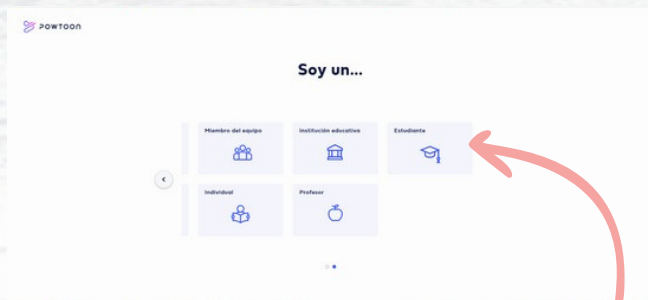 POWTOON
Soy un...
Miembro del equipo
Institución educativa
Estudiante
Individual
Profesor